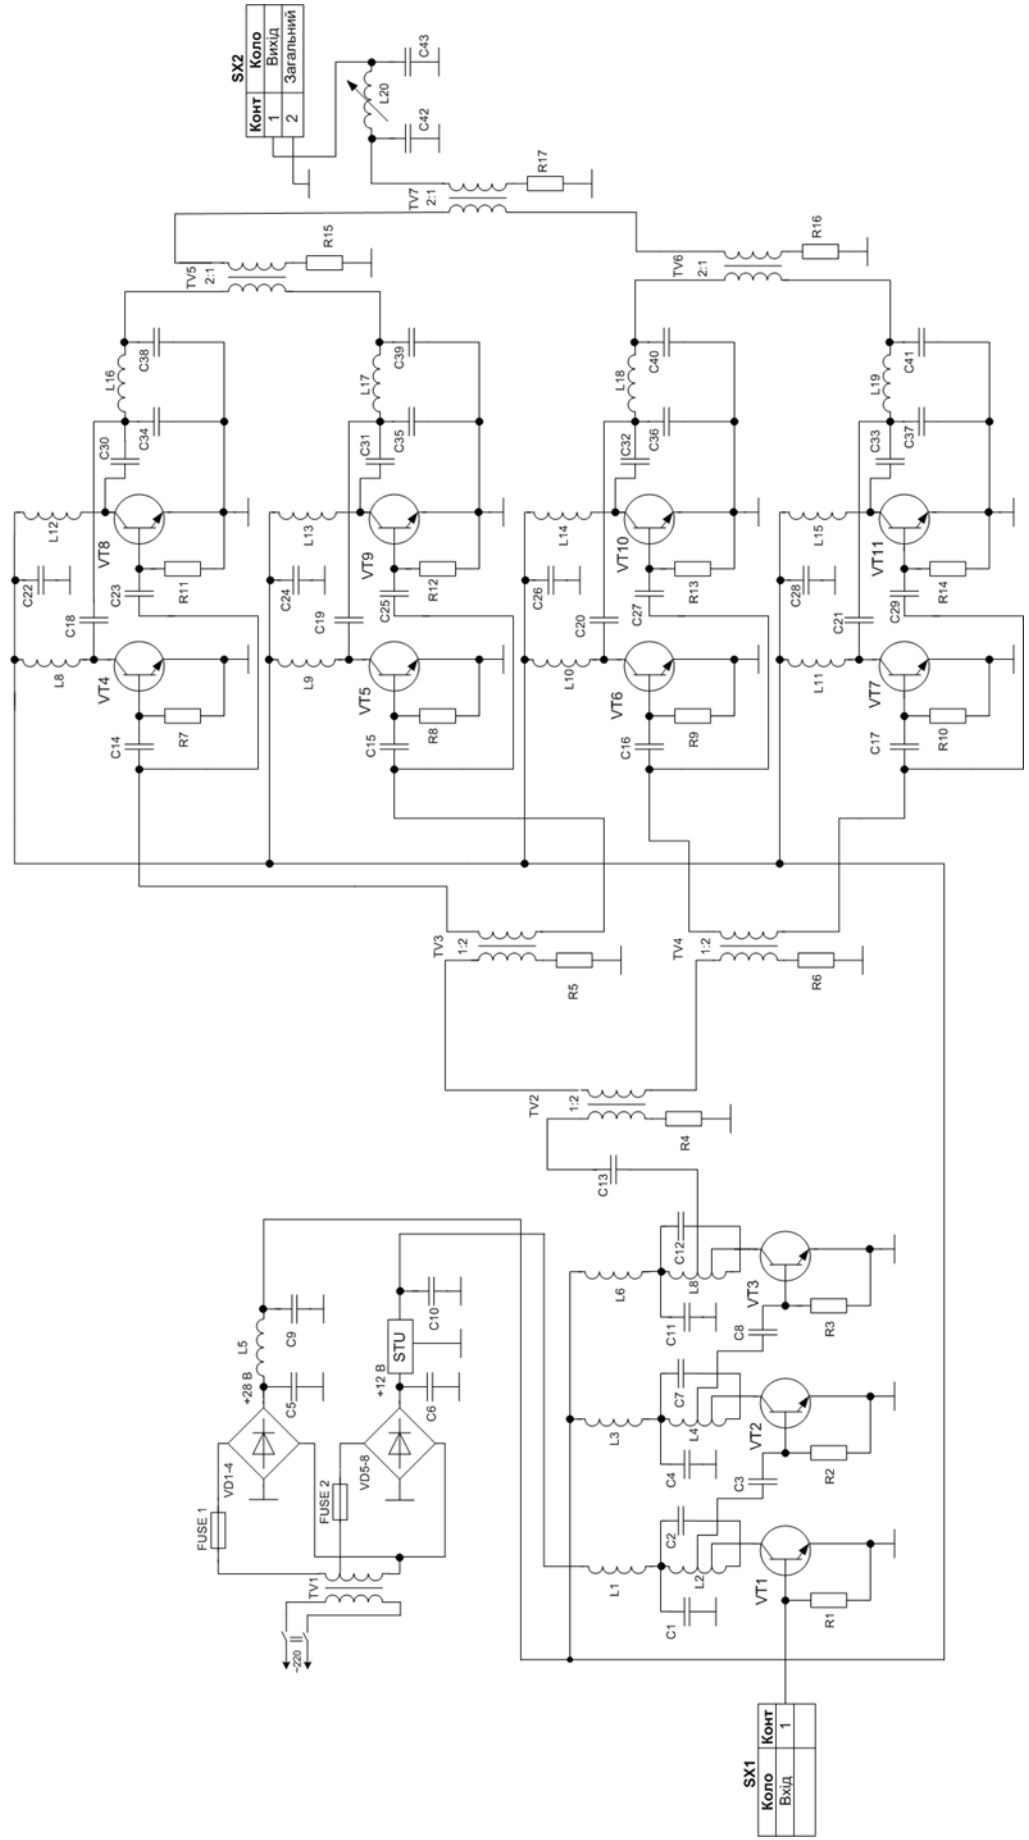 SX2
Конт Коло
1 Вихід
2 Загальний
C43
L20
C42
R17
TV7
2:1
R15
TV5
2:1
R16
TV6
2:1
L16
C38
C30
C34
L12
VT8
C22
C23
R11
C18
L8
VT4
C14
R7
L17
C39
C31
C35
L13
VT9
C24
C25
R12
C19
L9
VT5
C15
R8
L18
C40
C32
C36
L14
VT10
C26
C27
R13
C20
L10
VT6
C16
R9
L19
C41
C33
C37
L15
VT11
C28
C29
R14
C21
L11
VT7
C17
R10
TV3
1:2
R5
TV4
1:2
R6
TV2
1:2
R4
C13
L5
C9
+28 В
C5
VD1-4
FUSE 1
C10
STU
+12 В
C6
VD5-8
FUSE 2
TV1
~220
L6
C12
L8
C11
VT3
C8
R3
L3
C7
L4
C4
VT2
C3
R2
L1
C2
L2
C1
VT1
R1
SX1
Коло Конт
Вхід 1